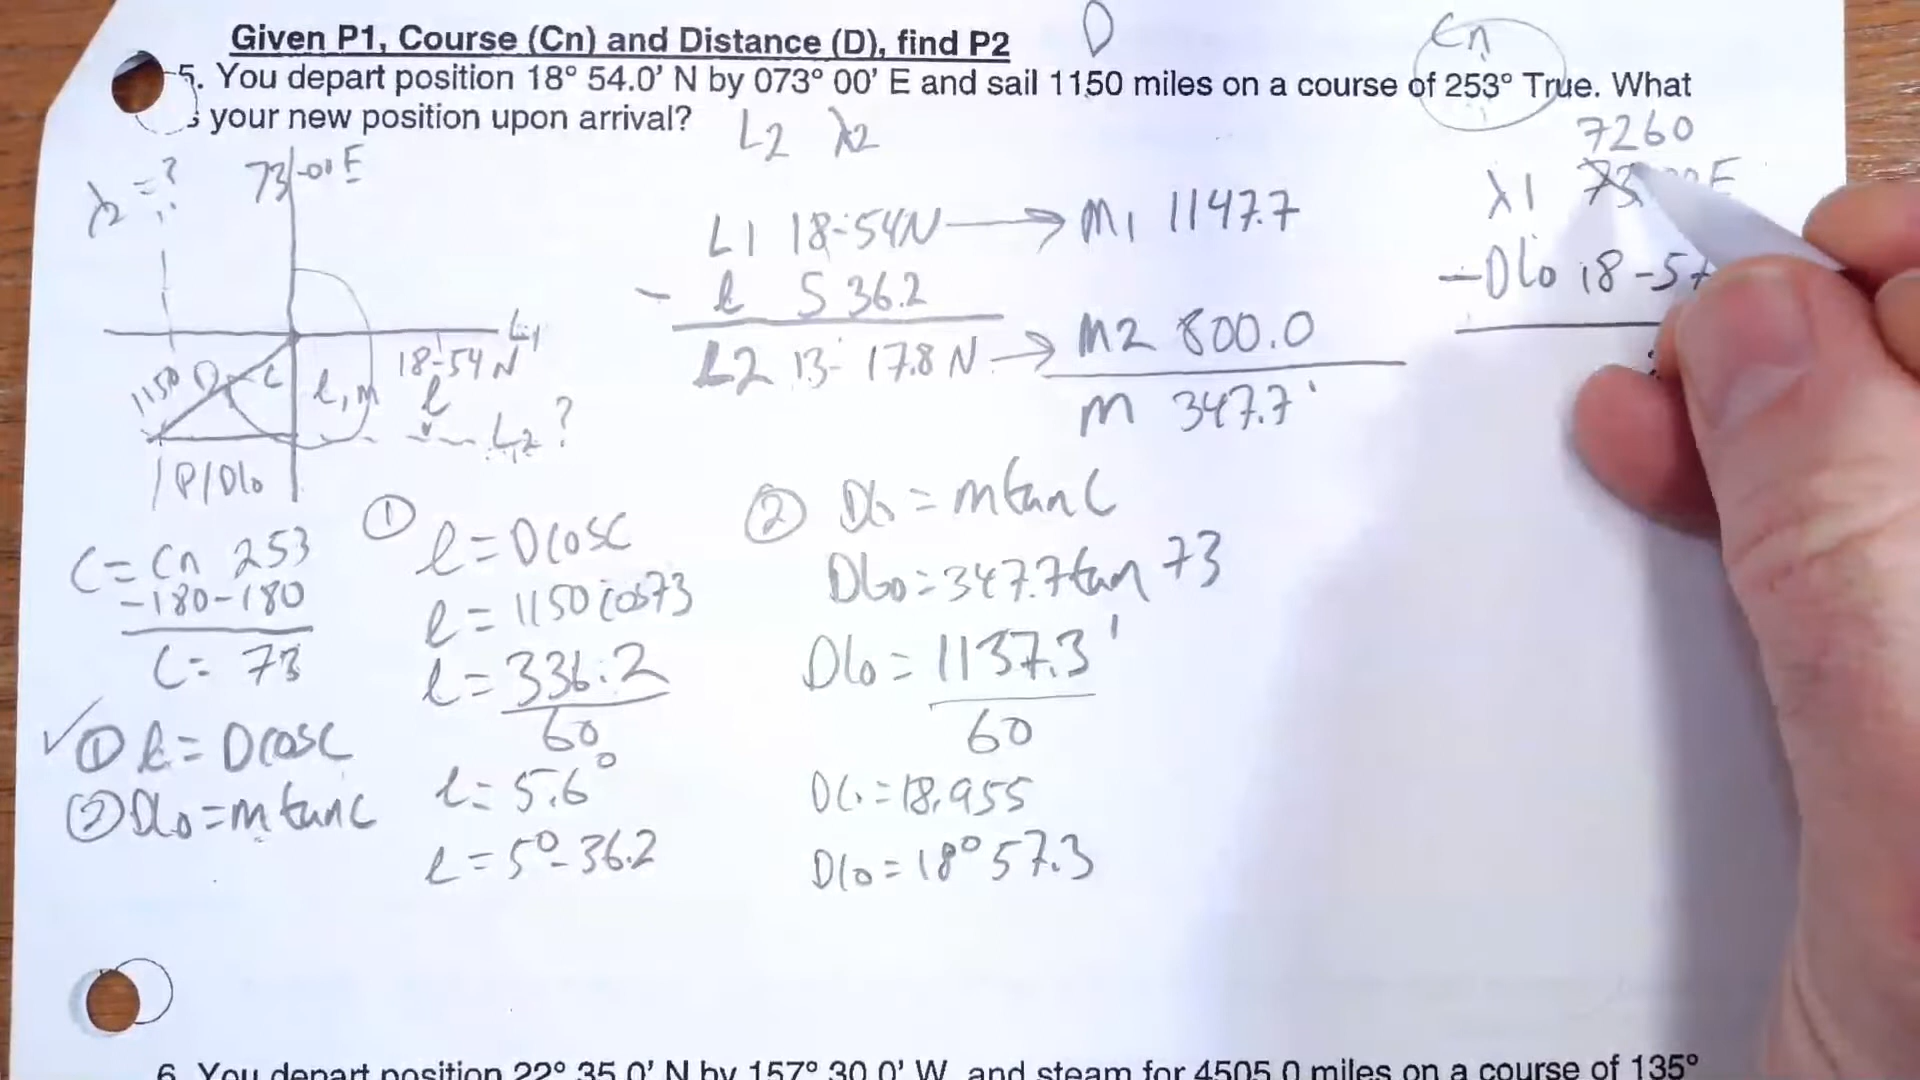 Given P1, Course (Cn) and Distance (D), find P2
D
Cn
5. You depart position 18° 54.0' N by 073° 00' E and sail 1150 miles on a course of 253° True. What
s your new position upon arrival?
L2 λ2
7260
λ2 = ?
73-00 E
λ1 73 00 E
L1 18-54N → M1 1147.7
- Dlo 18-57
- l 5 36.2
L2 13- 17.8 N → M2 800.0
m 347.7'
L1
18-54 N
1150 D
C
l, m
l
L2 ?
P/Dlo
C = Cn 253
-180-180
C = 73
① l = D cos C
② Dlo = m tan C
① l = D cos C
l = 1150 cos 73
l = 336.2
60
l = 5.6°
l = 5° - 36.2
② Dlo = m tan C
Dlo = 347.7 tan 73
Dlo = 1137.3'
60
Dlo = 18.955
Dlo = 18° 57.3
6. You depart position 22° 35.0' N by 157° 30.0' W, and steam for 4505.0 miles on a course of 135°